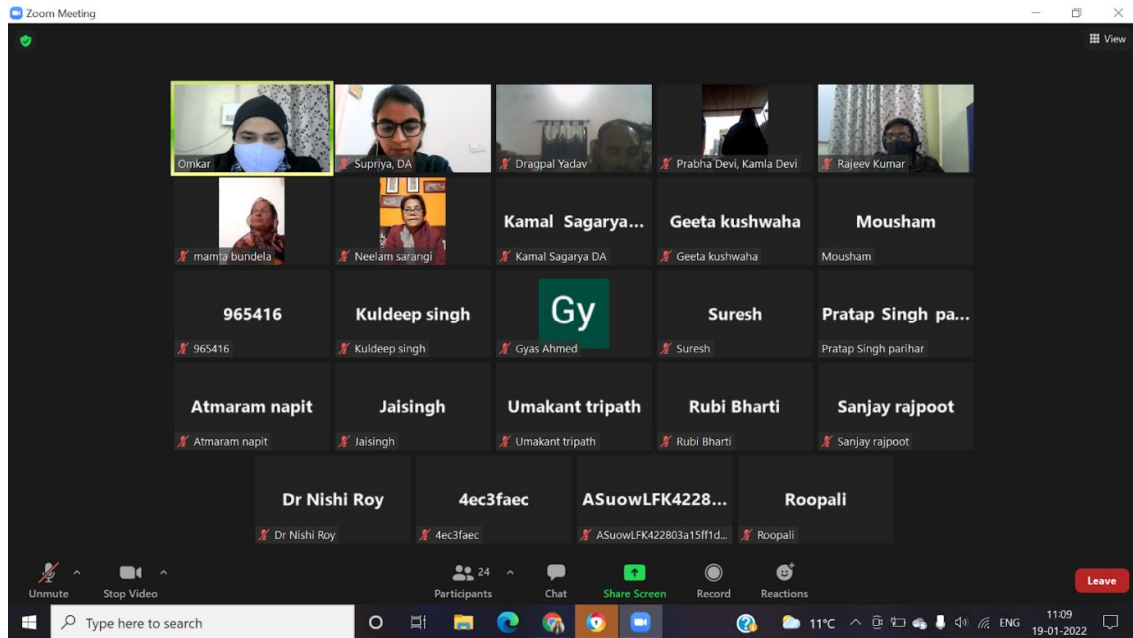 Zoom Meeting
View
Omkar
Supriya, DA
Dragpal Yadav
Prabha Devi, Kamla Devi
Rajeev Kumar
mamta bundela
Neelam sarangi
Kamal Sagarya...
Kamal Sagarya DA
Geeta kushwaha
Geeta kushwaha
Mousham
Mousham
965416
965416
Kuldeep singh
Kuldeep singh
Gy
Gyas Ahmed
Suresh
Suresh
Pratap Singh pa...
Pratap Singh parihar
Atmaram napit
Atmaram napit
Jaisingh
Jaisingh
Umakant tripath
Umakant tripath
Rubi Bharti
Rubi Bharti
Sanjay rajpoot
Sanjay rajpoot
Dr Nishi Roy
Dr Nishi Roy
4ec3faec
4ec3faec
ASuowLFK4228...
ASuowLFK422803a15ff1d...
Roopali
Roopali
Unmute
Stop Video
24
Participants
Chat
Share Screen
Record
Reactions
Leave
Type here to search
11°C
ENG
11:09
19-01-2022